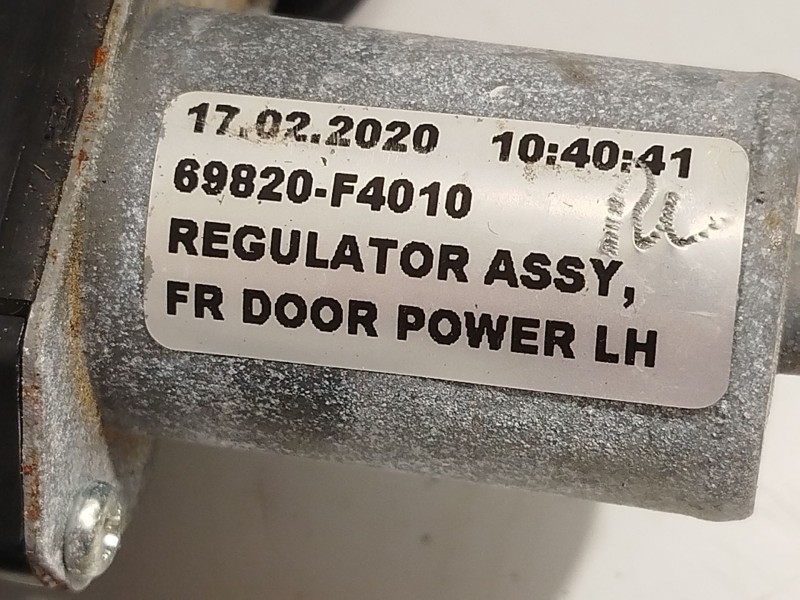 17.02.2020 10:40:41
69820-F4010
REGULATOR ASSY,
FR DOOR POWER LH